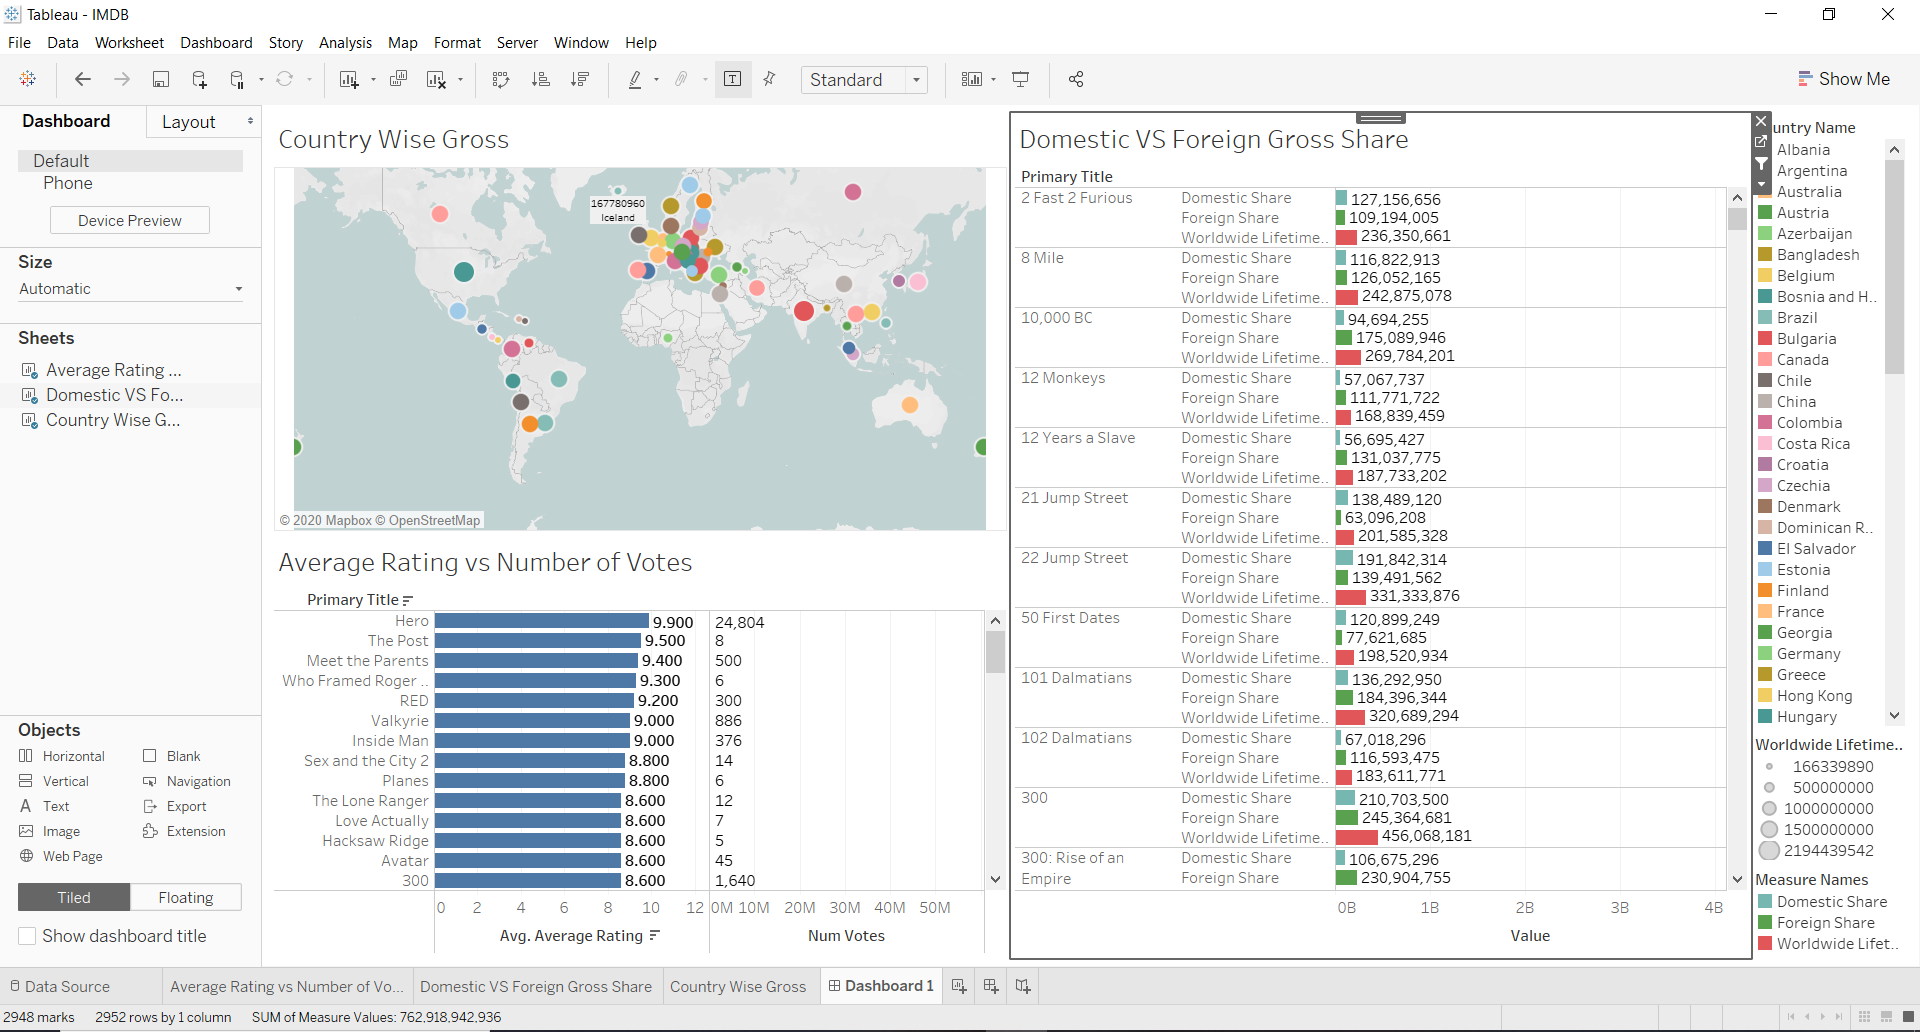 Tableau - IMDB
File Data Worksheet Dashboard Story Analysis Map Format Server Window Help
Standard
Show Me
Dashboard Layout
Default
Phone
Device Preview
Size
Automatic
Sheets
Average Rating ...
Domestic VS Fo...
Country Wise G...
Objects
Horizontal Blank
Vertical Navigation
A Text Export
Image Extension
Web Page
Tiled Floating
Show dashboard title
Country Wise Gross
167780960
Iceland
© 2020 Mapbox © OpenStreetMap
Average Rating vs Number of Votes
Primary Title
Hero 9.900 24,804
The Post 9.500 8
Meet the Parents 9.400 500
Who Framed Roger .. 9.300 6
RED 9.200 300
Valkyrie 9.000 886
Inside Man 9.000 376
Sex and the City 2 8.800 14
Planes 8.800 6
The Lone Ranger 8.600 12
Love Actually 8.600 7
Hacksaw Ridge 8.600 5
Avatar 8.600 45
300 8.600 1,640
0 2 4 6 8 10 12 0M 10M 20M 30M 40M 50M
Avg. Average Rating Num Votes
Domestic VS Foreign Gross Share
Primary Title
2 Fast 2 Furious Domestic Share 127,156,656
Foreign Share 109,194,005
Worldwide Lifetime.. 236,350,661
8 Mile Domestic Share 116,822,913
Foreign Share 126,052,165
Worldwide Lifetime.. 242,875,078
10,000 BC Domestic Share 94,694,255
Foreign Share 175,089,946
Worldwide Lifetime.. 269,784,201
12 Monkeys Domestic Share 57,067,737
Foreign Share 111,771,722
Worldwide Lifetime.. 168,839,459
12 Years a Slave Domestic Share 56,695,427
Foreign Share 131,037,775
Worldwide Lifetime.. 187,733,202
21 Jump Street Domestic Share 138,489,120
Foreign Share 63,096,208
Worldwide Lifetime.. 201,585,328
22 Jump Street Domestic Share 191,842,314
Foreign Share 139,491,562
Worldwide Lifetime.. 331,333,876
50 First Dates Domestic Share 120,899,249
Foreign Share 77,621,685
Worldwide Lifetime.. 198,520,934
101 Dalmatians Domestic Share 136,292,950
Foreign Share 184,396,344
Worldwide Lifetime.. 320,689,294
102 Dalmatians Domestic Share 67,018,296
Foreign Share 116,593,475
Worldwide Lifetime.. 183,611,771
300 Domestic Share 210,703,500
Foreign Share 245,364,681
Worldwide Lifetime.. 456,068,181
300: Rise of an Domestic Share 106,675,296
Empire Foreign Share 230,904,755
0B 1B 2B 3B 4B
Value
untry Name
Albania
Argentina
Australia
Austria
Azerbaijan
Bangladesh
Belgium
Bosnia and H..
Brazil
Bulgaria
Canada
Chile
China
Colombia
Costa Rica
Croatia
Czechia
Denmark
Dominican R..
El Salvador
Estonia
Finland
France
Georgia
Germany
Greece
Hong Kong
Hungary
Worldwide Lifetime..
166339890
500000000
1000000000
1500000000
2194439542
Measure Names
Domestic Share
Foreign Share
Worldwide Lifet..
Data Source Average Rating vs Number of Vo... Domestic VS Foreign Gross Share Country Wise Gross Dashboard 1
2948 marks 2952 rows by 1 column SUM of Measure Values: 762,918,942,936